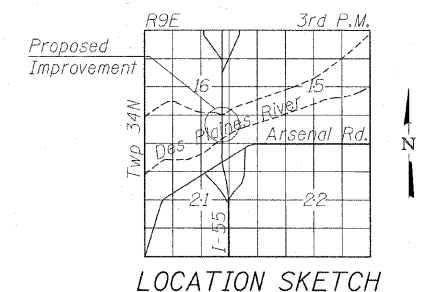 R9E 3rd P.M.
Proposed
Improvement
16 15
Des Plaines River
Twp 34N
Arsenal Rd.
N
21 22
I-55
LOCATION SKETCH